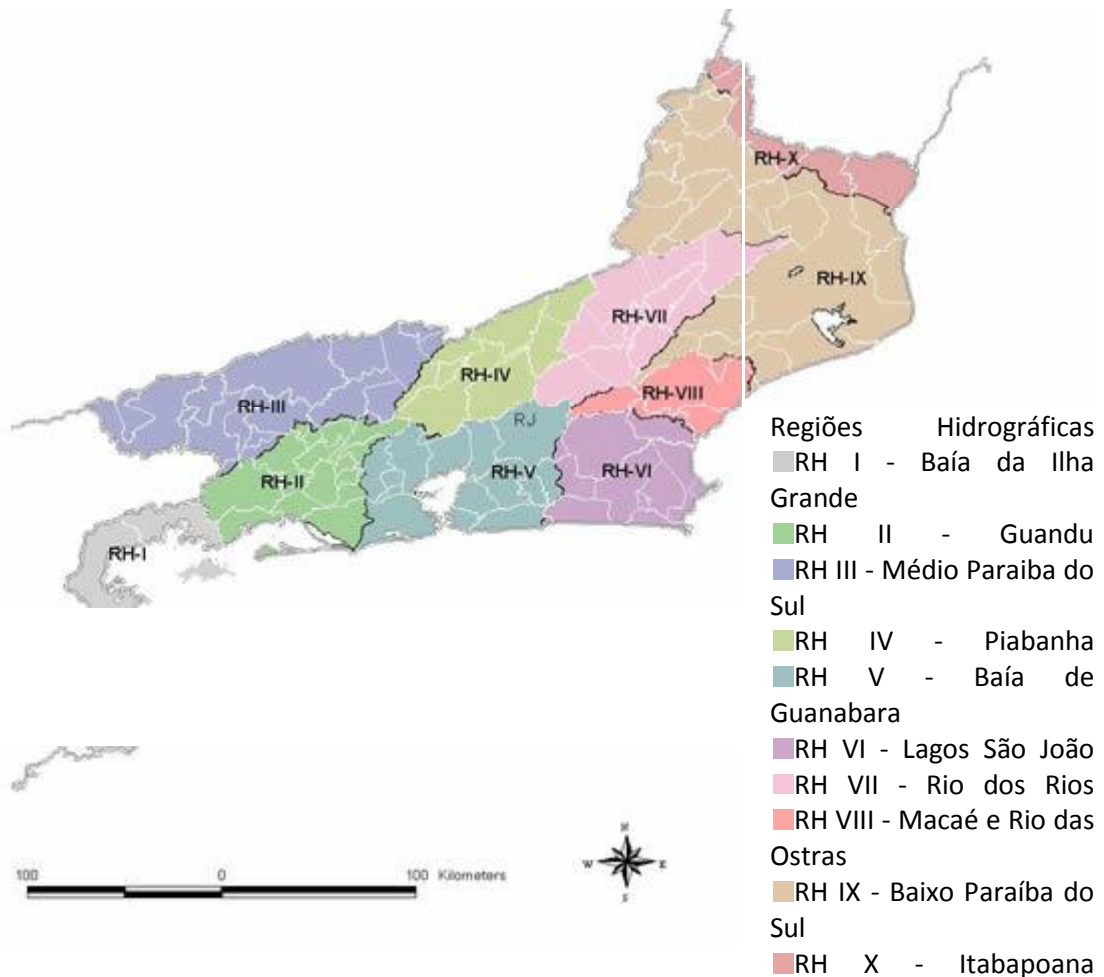 RH-X
RH-IX
RH-VII
RH-IV
RH-VIII
RH-III
RJ
RH-V
RH-VI
RH-II
RH-I
Regiões Hidrográficas
RH I - Baía da Ilha
Grande
RH II - Guandu
RH III - Médio Paraiba do
Sul
RH IV - Piabanha
RH V - Baía de
Guanabara
RH VI - Lagos São João
RH VII - Rio dos Rios
RH VIII - Macaé e Rio das
Ostras
RH IX - Baixo Paraíba do
Sul
RH X - Itabapoana
100 0 100 Kilometers
N
W E
S